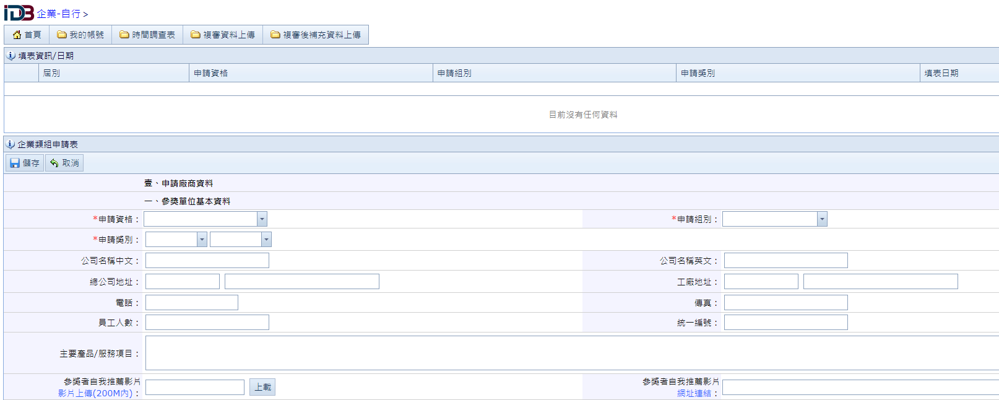 IDB 企業-自行 >
首頁 我的帳號 時間調查表 複審資料上傳 複審後補充資料上傳
填表資訊/日期
屆別 申請資格 申請組別 申請獎別 填表日期
目前沒有任何資料
企業類組申請表
儲存 取消
壹、申請廠商資料
一、參獎單位基本資料
*申請資格： *申請組別：
*申請獎別：
公司名稱中文： 公司名稱英文：
總公司地址： 工廠地址：
電話： 傳真：
員工人數： 統一編號：
主要產品/服務項目：
參獎者自我推薦影片 參獎者自我推薦影片
影片上傳(200M內)： 上載 網址連結：